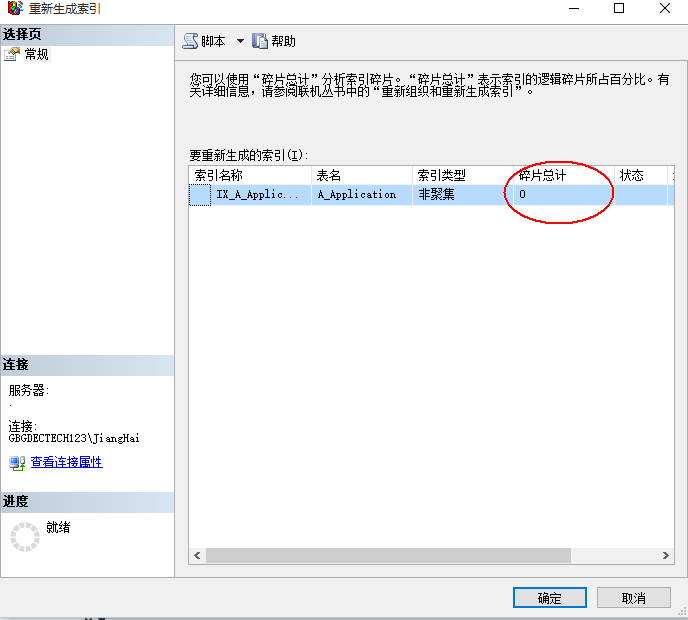 重新生成索引
选择页
常规
脚本
帮助
您可以使用“碎片总计”分析索引碎片。“碎片总计”表示索引的逻辑碎片所占百分比。有
关详细信息，请参阅联机丛书中的“重新组织和重新生成索引”。
要重新生成的索引(I):
索引名称 表名 索引类型 碎片总计 状态
IX_A_Applic... A_Application 非聚集 0
连接
服务器:
.
连接:
GBGDECTECH123\JiangHai
查看连接属性
进度
就绪
确定 取消